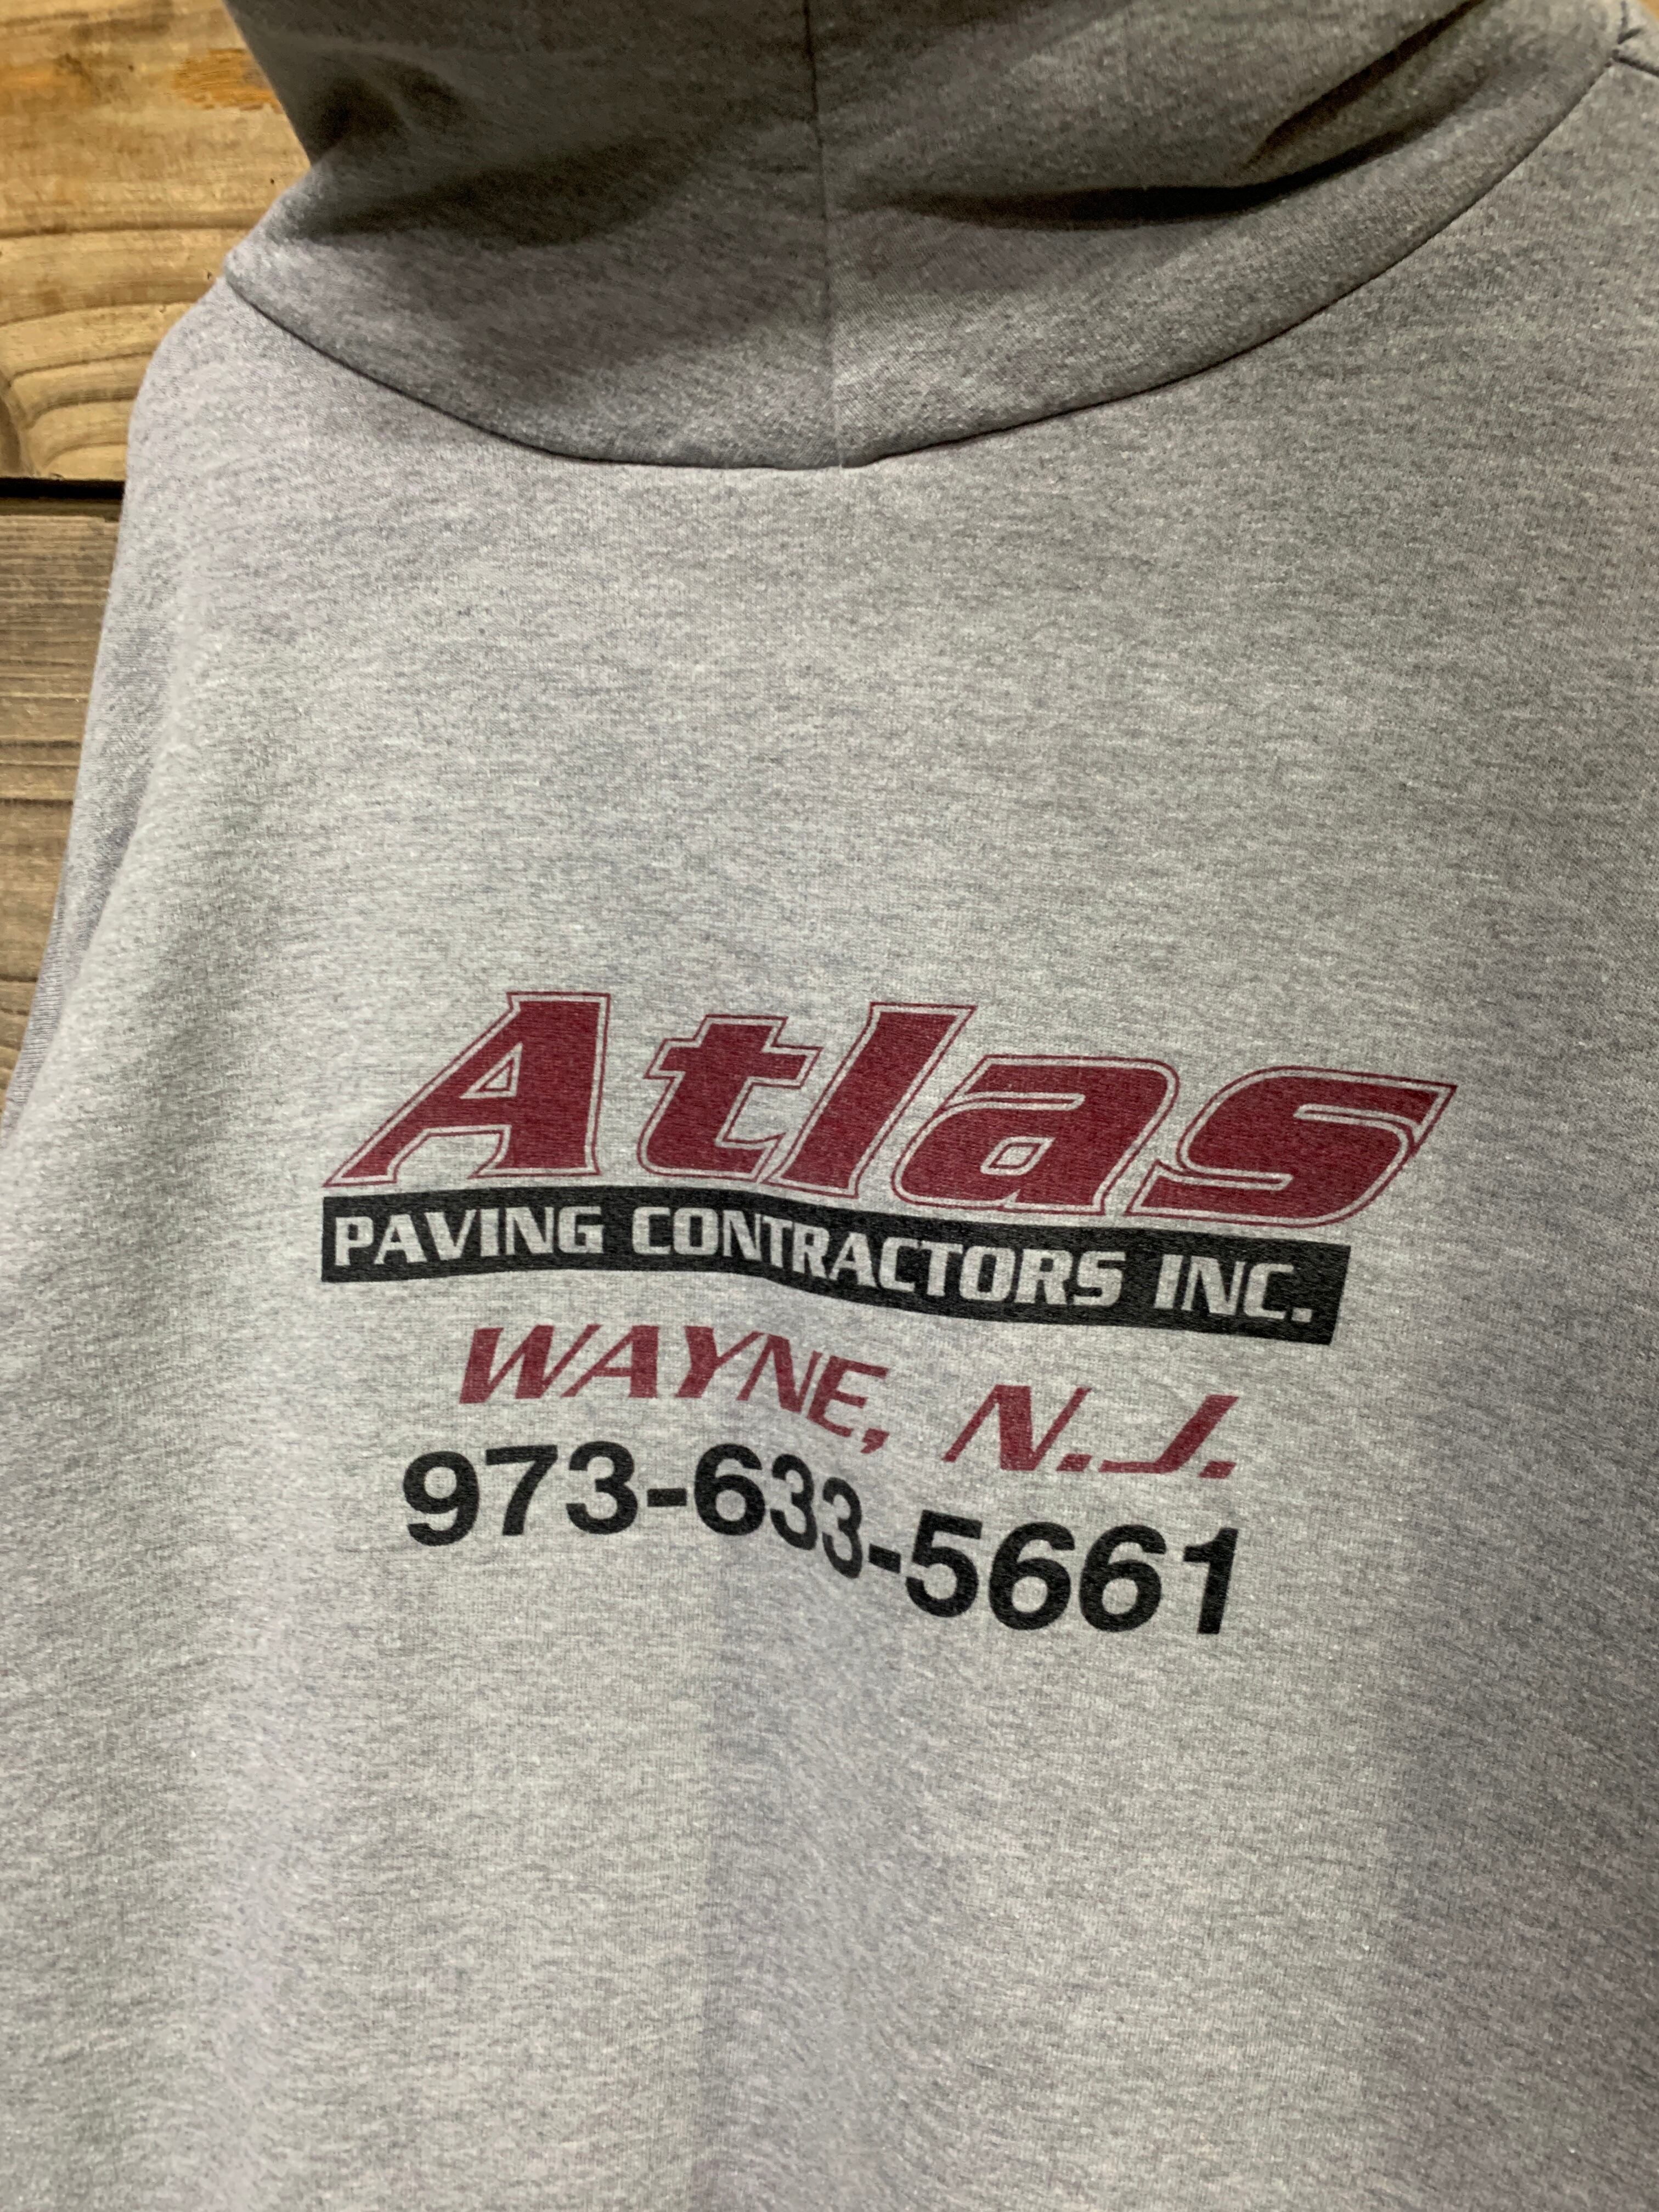 Atlas
PAVING CONTRACTORS INC.
WAYNE, N.J.
973-633-5661